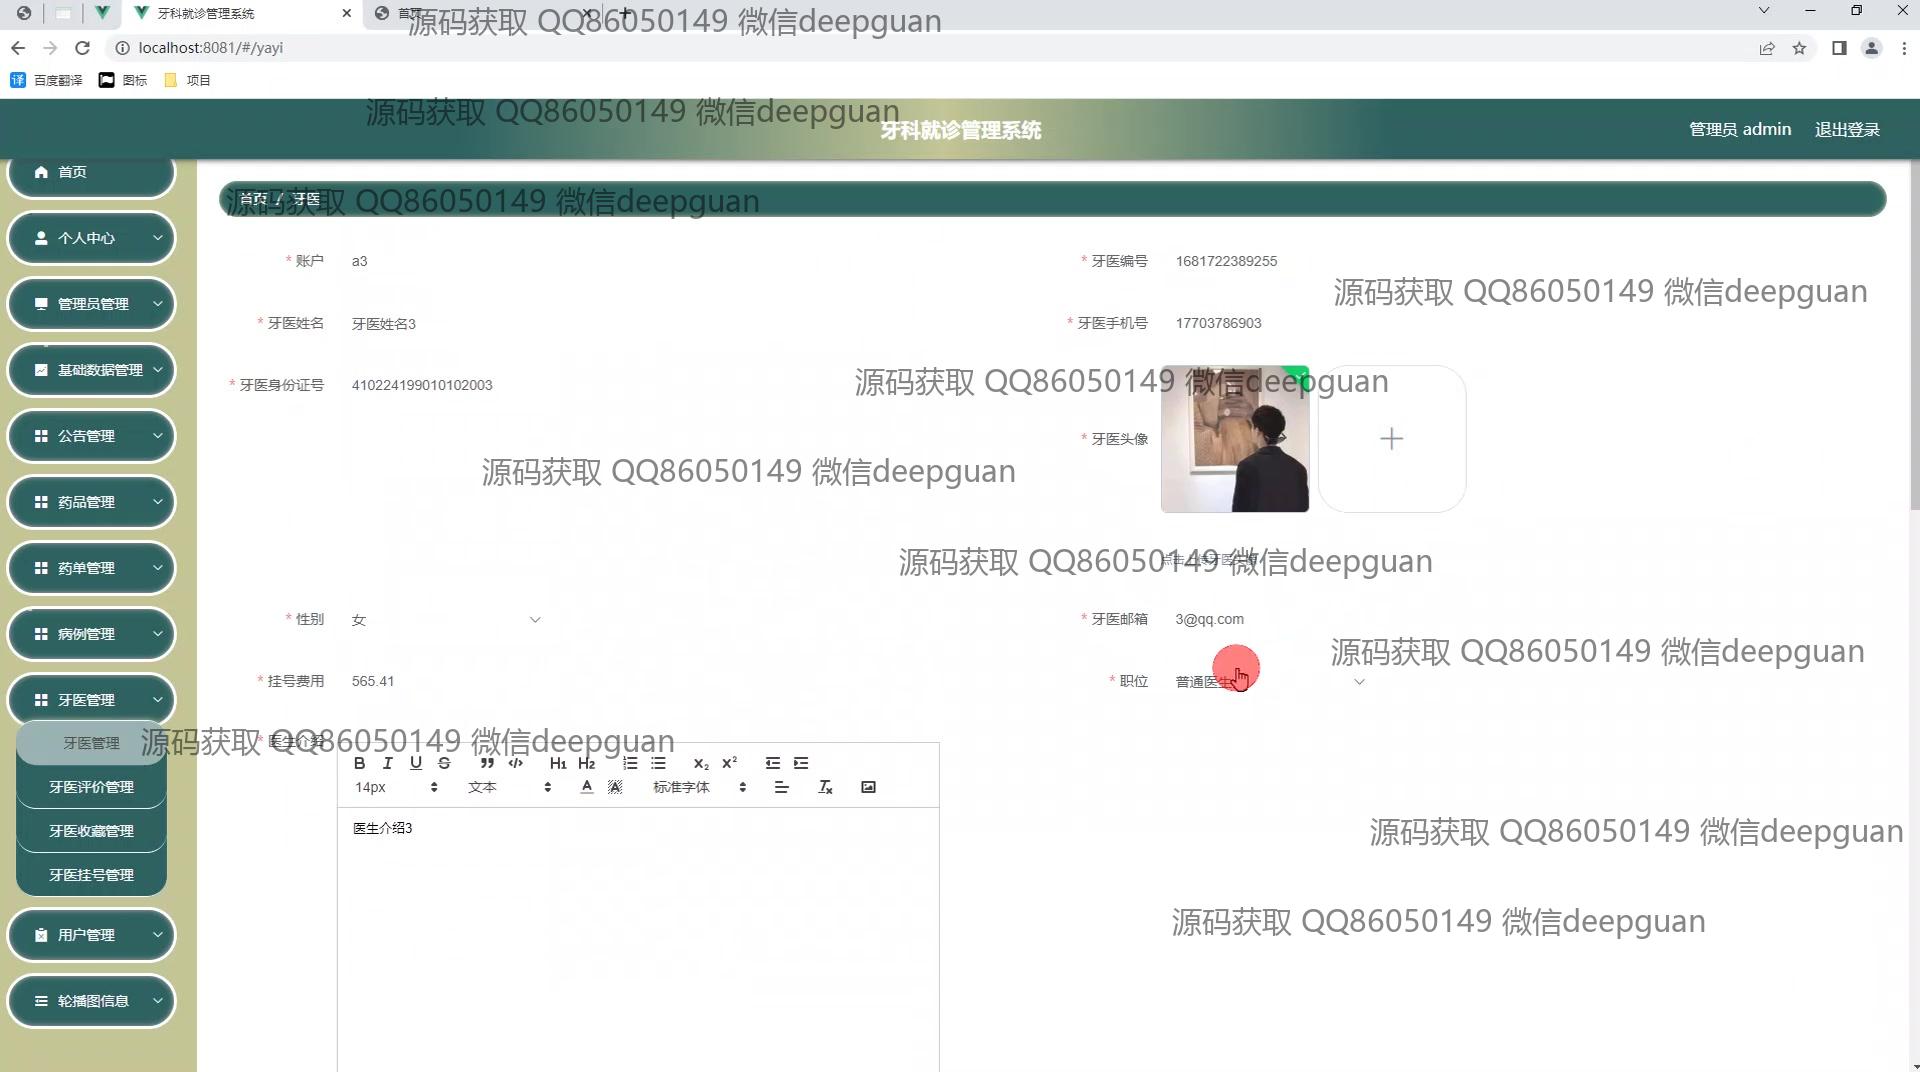 牙科就诊管理系统
首页
源码获取 QQ86050149 微信deepguan
localhost:8081/#/yayi
百度翻译 图标 项目
源码获取 QQ86050149 微信deepguan
牙科就诊管理系统
管理员 admin 退出登录
首页
首页 / 牙医
源码获取 QQ86050149 微信deepguan
个人中心
* 账户 a3
* 牙医编号 1681722389255
源码获取 QQ86050149 微信deepguan
管理员管理
* 牙医姓名 牙医姓名3
* 牙医手机号 17703786903
基础数据管理
* 牙医身份证号 410224199010102003
源码获取 QQ86050149 微信deepguan
公告管理
* 牙医头像
源码获取 QQ86050149 微信deepguan
药品管理
药单管理
点击上传牙医头像
源码获取 QQ86050149 微信deepguan
病例管理
* 性别 女
* 牙医邮箱 3@qq.com
源码获取 QQ86050149 微信deepguan
牙医管理
* 挂号费用 565.41
* 职位 普通医生
牙医管理
* 医生介绍
源码获取 QQ86050149 微信deepguan
B I U S H1 H2 x2 x2
14px 文本 A 标准字体
牙医评价管理
医生介绍3
牙医收藏管理
源码获取 QQ86050149 微信deepguan
牙医挂号管理
源码获取 QQ86050149 微信deepguan
用户管理
轮播图信息